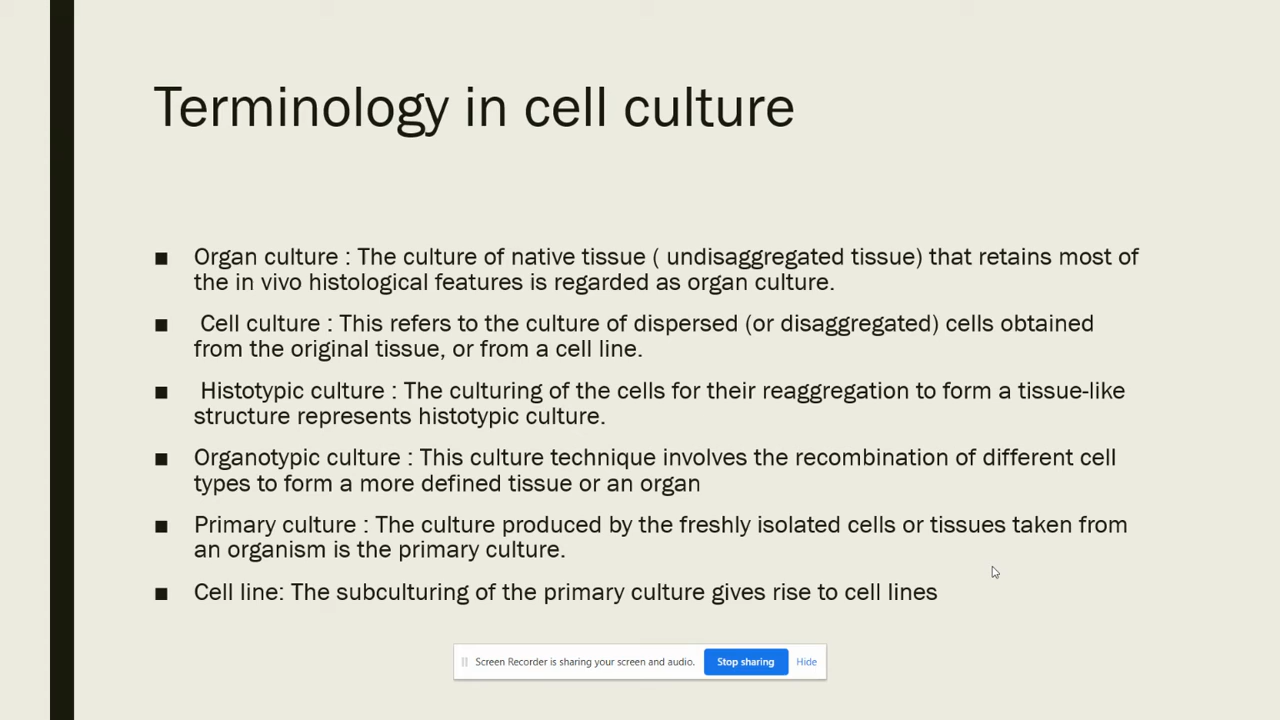 Terminology in cell culture
■ Organ culture : The culture of native tissue ( undisaggregated tissue) that retains most of
the in vivo histological features is regarded as organ culture.
■ Cell culture : This refers to the culture of dispersed (or disaggregated) cells obtained
from the original tissue, or from a cell line.
■ Histotypic culture : The culturing of the cells for their reaggregation to form a tissue-like
structure represents histotypic culture.
■ Organotypic culture : This culture technique involves the recombination of different cell
types to form a more defined tissue or an organ
■ Primary culture : The culture produced by the freshly isolated cells or tissues taken from
an organism is the primary culture.
■ Cell line: The subculturing of the primary culture gives rise to cell lines
Screen Recorder is sharing your screen and audio. Stop sharing Hide